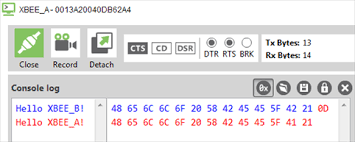 XBEE_A - 0013A20040DB62A4
Close
Record
Detach
CTS CD DSR
DTR RTS BRK
Tx Bytes: 13
Rx Bytes: 14
Console log
0x
Hello XBEE_B! 48 65 6C 6C 6F 20 58 42 45 45 5F 42 21 0D
Hello XBEE_A! 48 65 6C 6C 6F 20 58 42 45 45 5F 41 21